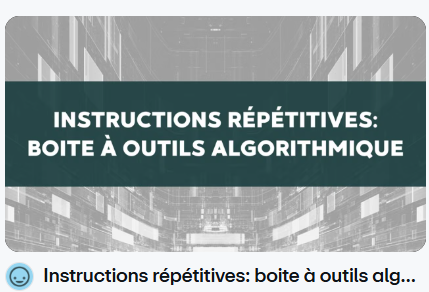 INSTRUCTIONS RÉPÉTITIVES:
BOITE À OUTILS ALGORITHMIQUE
Instructions répétitives: boite à outils alg...